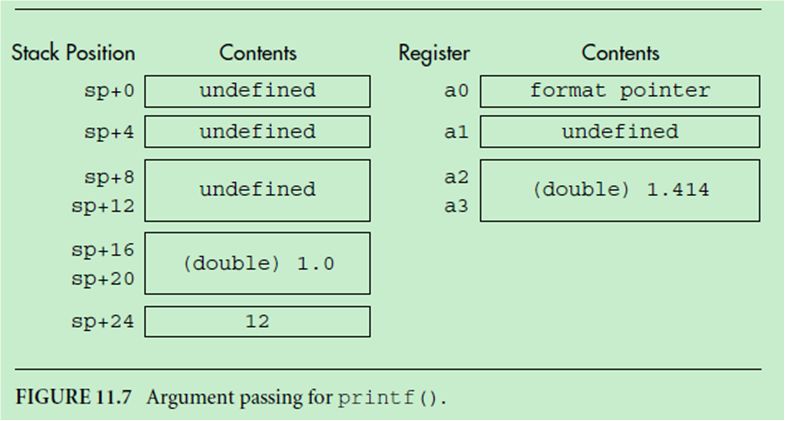 Stack Position Contents Register Contents
sp+0 undefined a0 format pointer
sp+4 undefined a1 undefined
sp+8 undefined a2 (double) 1.414
sp+12 a3
sp+16 (double) 1.0
sp+20
sp+24 12
FIGURE 11.7 Argument passing for printf().